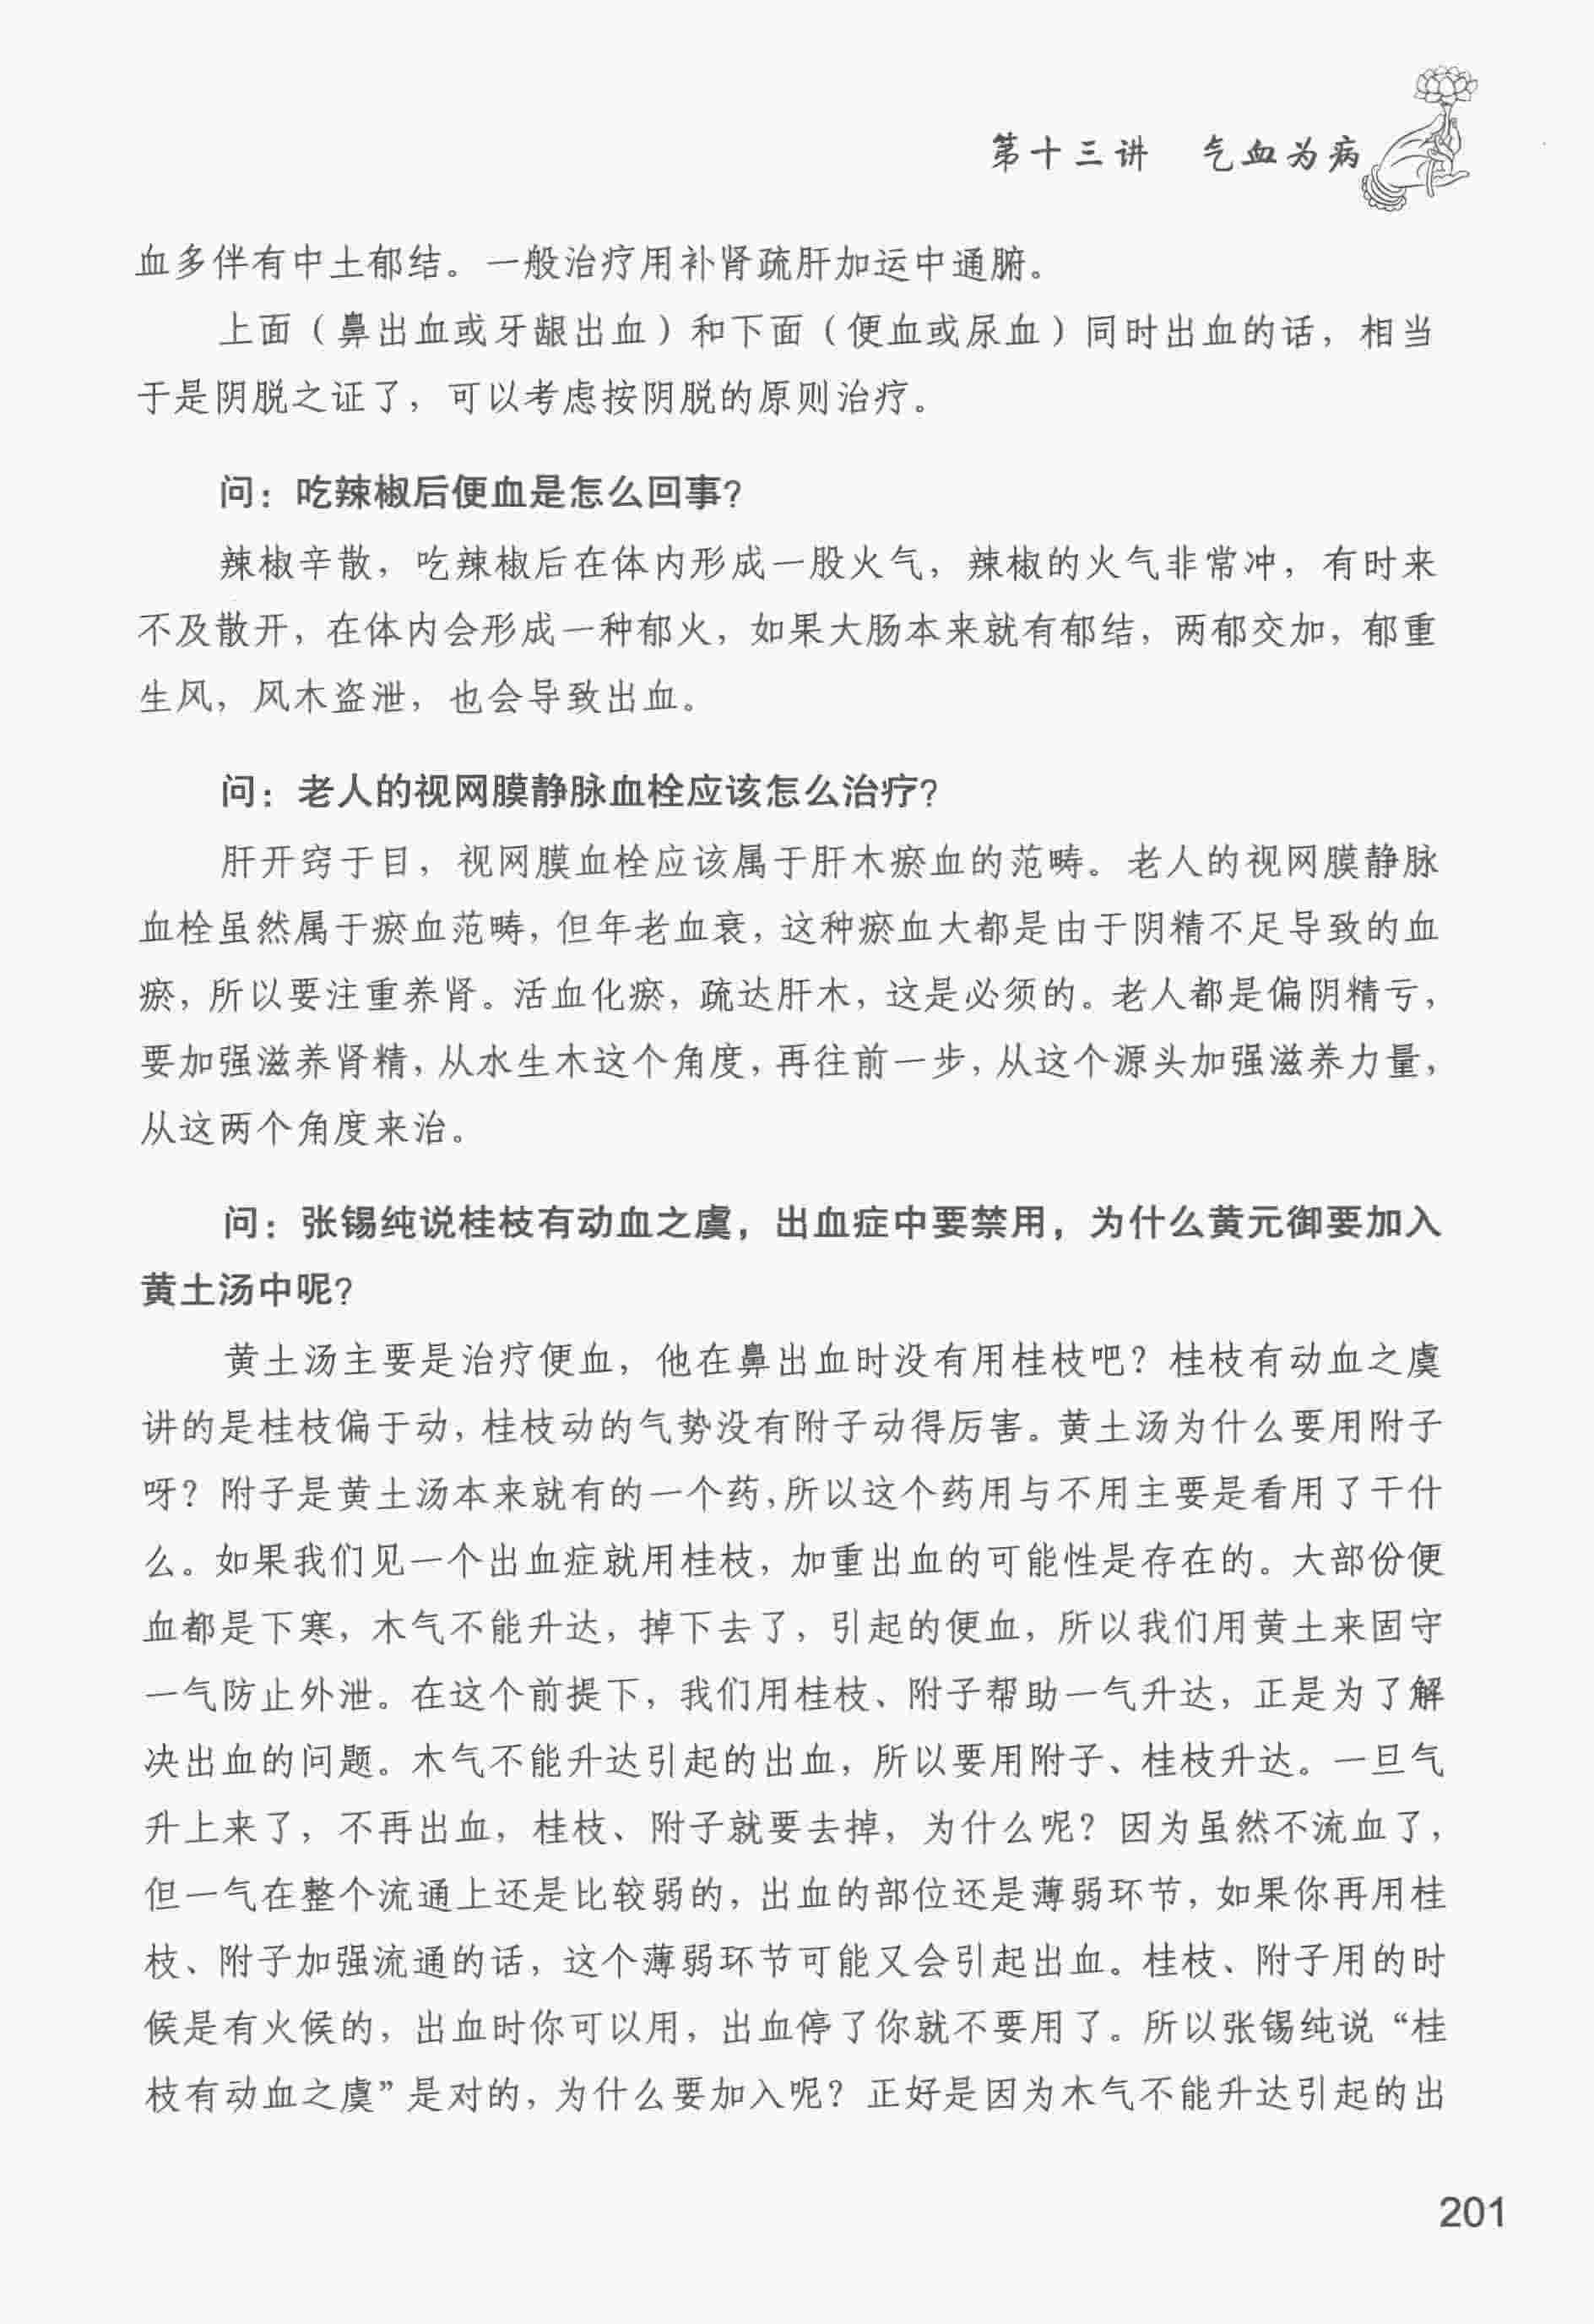 第十三讲 气血为病
血多伴有中土郁结。一般治疗用补肾疏肝加运中通腑。
上面（鼻出血或牙龈出血）和下面（便血或尿血）同时出血的话，相当
于是阴脱之证了，可以考虑按阴脱的原则治疗。
问：吃辣椒后便血是怎么回事？
辣椒辛散，吃辣椒后在体内形成一股火气，辣椒的火气非常冲，有时来
不及散开，在体内会形成一种郁火，如果大肠本来就有郁结，两郁交加，郁重
生风，风木盗泄，也会导致出血。
问：老人的视网膜静脉血栓应该怎么治疗？
肝开窍于目，视网膜血栓应该属于肝木瘀血的范畴。老人的视网膜静脉
血栓虽然属于瘀血范畴，但年老血衰，这种瘀血大都是由于阴精不足导致的血
瘀，所以要注重养肾。活血化瘀，疏达肝木，这是必须的。老人都是偏阴精亏，
要加强滋养肾精，从水生木这个角度，再往前一步，从这个源头加强滋养力量，
从这两个角度来治。
问：张锡纯说桂枝有动血之虞，出血症中要禁用，为什么黄元御要加入
黄土汤中呢？
黄土汤主要是治疗便血，他在鼻出血时没有用桂枝吧？桂枝有动血之虞
讲的是桂枝偏于动，桂枝动的气势没有附子动得厉害。黄土汤为什么要用附子
呀？附子是黄土汤本来就有的一个药，所以这个药用与不用主要是看用了干什
么。如果我们见一个出血症就用桂枝，加重出血的可能性是存在的。大部份便
血都是下寒，木气不能升达，掉下去了，引起的便血，所以我们用黄土来固守
一气防止外泄。在这个前提下，我们用桂枝、附子帮助一气升达，正是为了解
决出血的问题。木气不能升达引起的出血，所以要用附子、桂枝升达。一旦气
升上来了，不再出血，桂枝、附子就要去掉，为什么呢？因为虽然不流血了，
但一气在整个流通上还是比较弱的，出血的部位还是薄弱环节，如果你再用桂
枝、附子加强流通的话，这个薄弱环节可能又会引起出血。桂枝、附子用的时
候是有火候的，出血时你可以用，出血停了你就不要用了。所以张锡纯说“桂
枝有动血之虞”是对的，为什么要加入呢？正好是因为木气不能升达引起的出
201